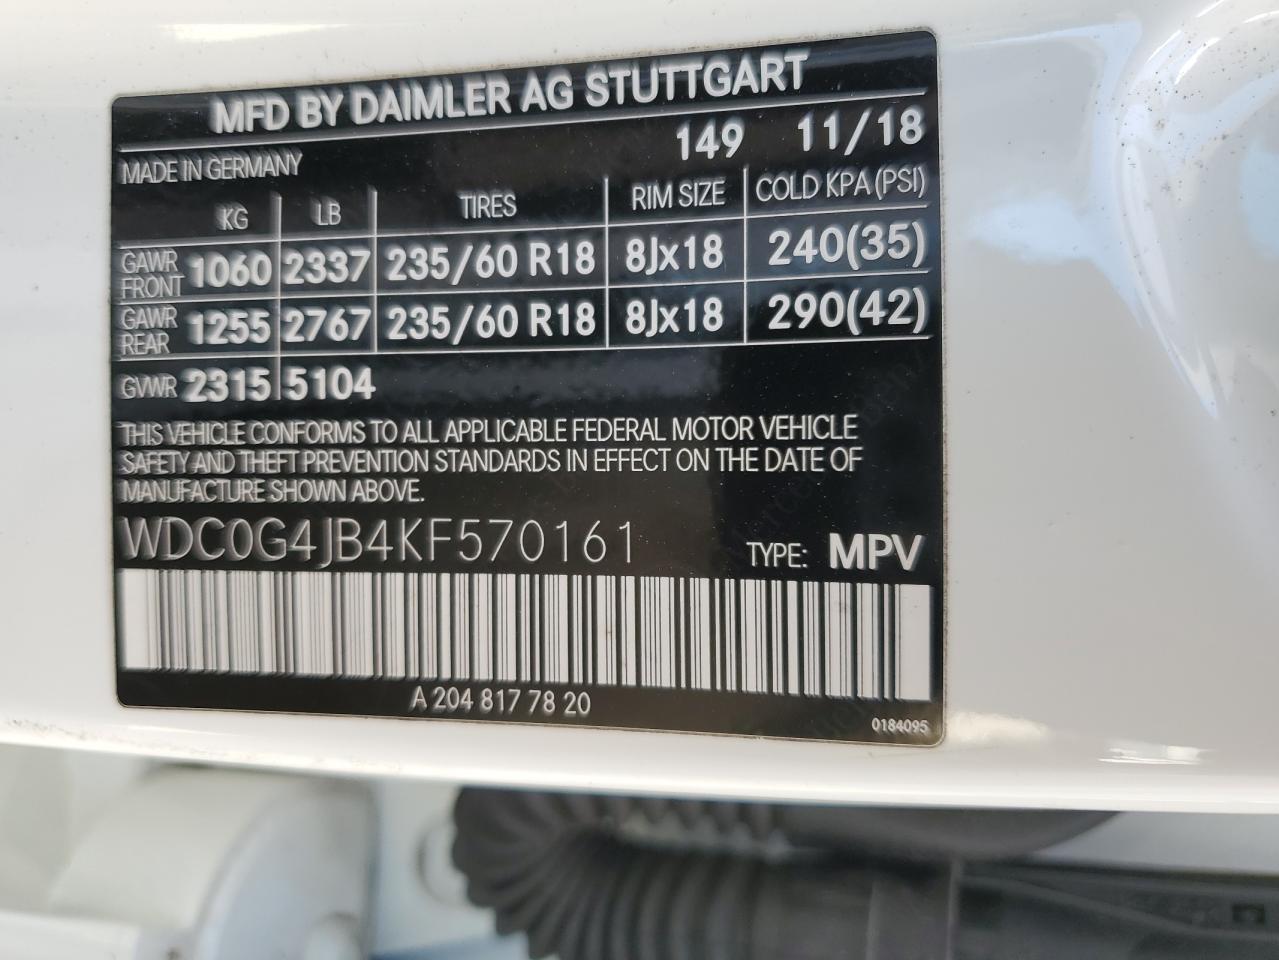 MFD BY DAIMLER AG STUTTGART
149 11/18
MADE IN GERMANY
KG LB TIRES RIM SIZE COLD KPA (PSI)
GAWR FRONT 1060 2337 235/60 R18 8Jx18 240(35)
GAWR REAR 1255 2767 235/60 R18 8Jx18 290(42)
GVWR 2315 5104
THIS VEHICLE CONFORMS TO ALL APPLICABLE FEDERAL MOTOR VEHICLE
SAFETY AND THEFT PREVENTION STANDARDS IN EFFECT ON THE DATE OF
MANUFACTURE SHOWN ABOVE.
WDC0G4JB4KF570161 TYPE: MPV
A 204 817 78 20
0184095